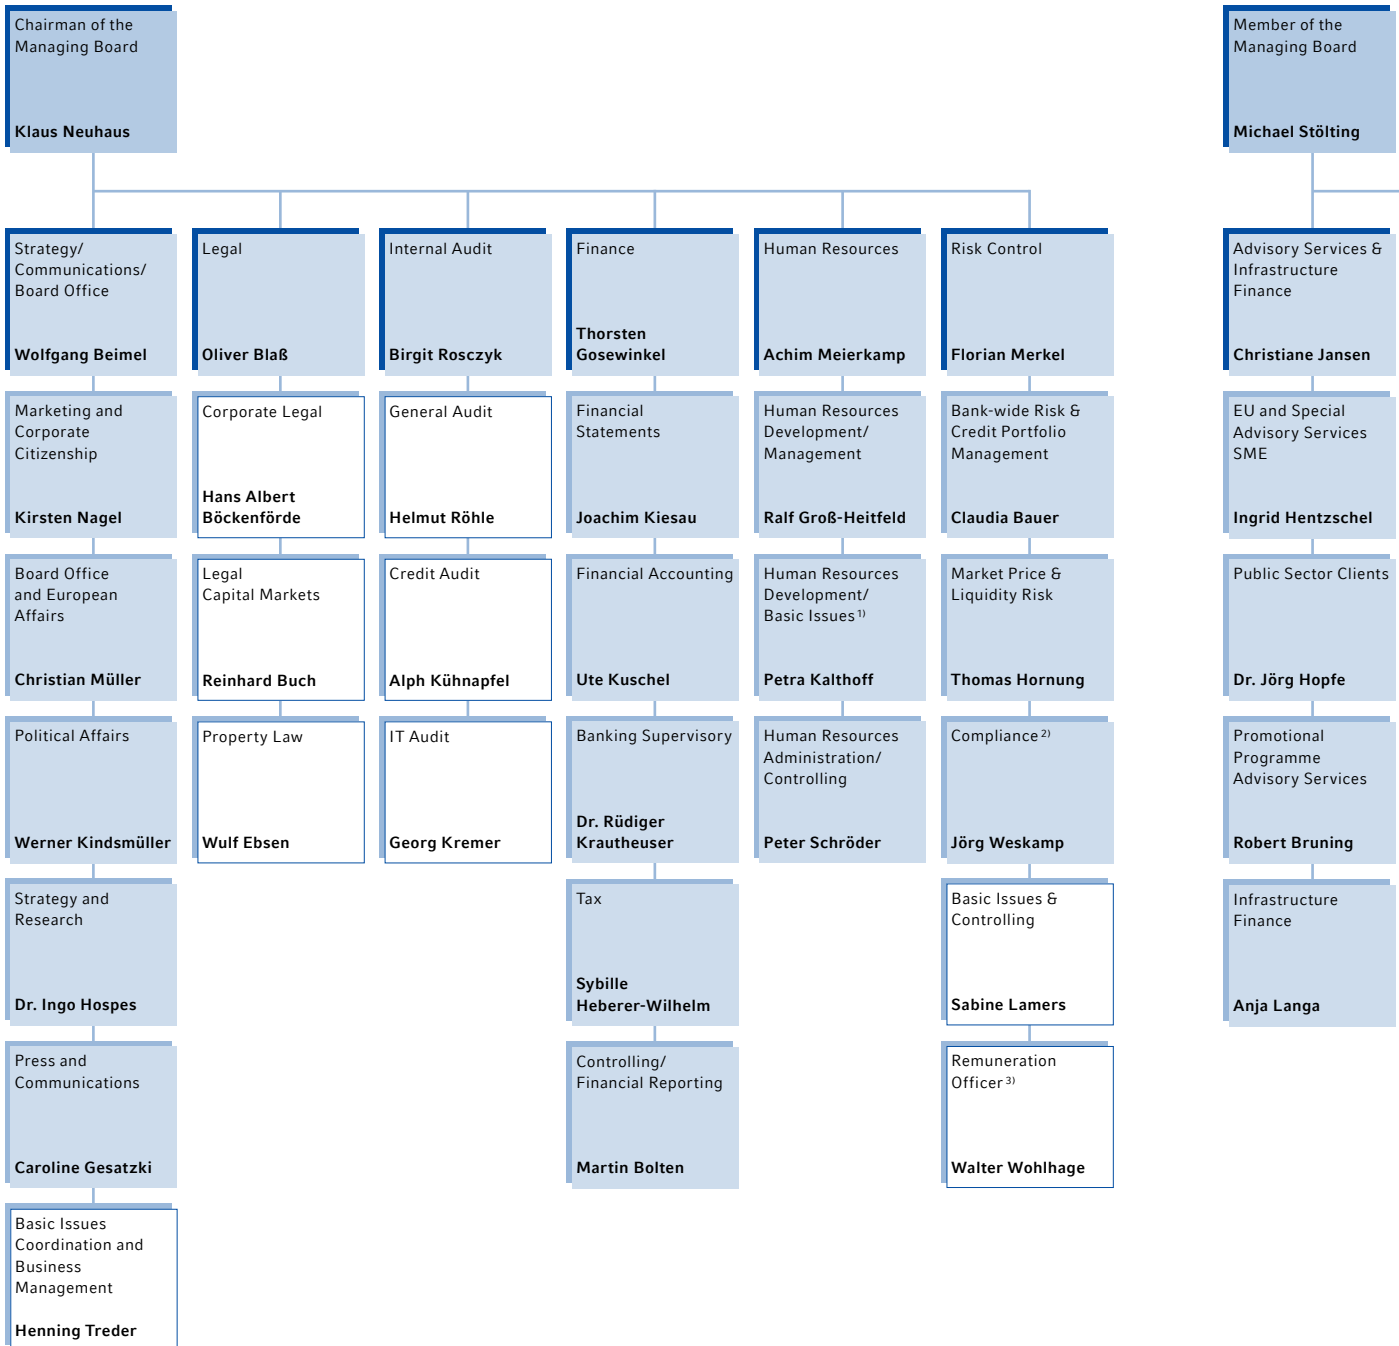 Chairman of the
Managing Board
Klaus Neuhaus
Member of the
Managing Board
Michael Stölting
Strategy/
Communications/
Board Office
Wolfgang Beimel
Legal
Oliver Blaß
Internal Audit
Birgit Rosczyk
Finance
Thorsten
Gosewinkel
Human Resources
Achim Meierkamp
Risk Control
Florian Merkel
Advisory Services &
Infrastructure
Finance
Christiane Jansen
Marketing and
Corporate
Citizenship
Kirsten Nagel
Corporate Legal
Hans Albert
Böckenförde
General Audit
Helmut Röhle
Financial
Statements
Joachim Kiesau
Human Resources
Development/
Management
Ralf Groß-Heitfeld
Bank-wide Risk &
Credit Portfolio
Management
Claudia Bauer
EU and Special
Advisory Services
SME
Ingrid Hentzschel
Board Office
and European
Affairs
Christian Müller
Legal
Capital Markets
Reinhard Buch
Credit Audit
Alph Kühnapfel
Financial Accounting
Ute Kuschel
Human Resources
Development/
Basic Issues 1)
Petra Kalthoff
Market Price &
Liquidity Risk
Thomas Hornung
Public Sector Clients
Dr. Jörg Hopfe
Political Affairs
Werner Kindsmüller
Property Law
Wulf Ebsen
IT Audit
Georg Kremer
Banking Supervisory
Dr. Rüdiger
Krautheuser
Human Resources
Administration/
Controlling
Peter Schröder
Compliance 2)
Jörg Weskamp
Promotional
Programme
Advisory Services
Robert Bruning
Strategy and
Research
Dr. Ingo Hospes
Tax
Sybille
Heberer-Wilhelm
Basic Issues &
Controlling
Sabine Lamers
Infrastructure
Finance
Anja Langa
Press and
Communications
Caroline Gesatzki
Controlling/
Financial Reporting
Martin Bolten
Remuneration
Officer 3)
Walter Wohlhage
Basic Issues
Coordination and
Business
Management
Henning Treder